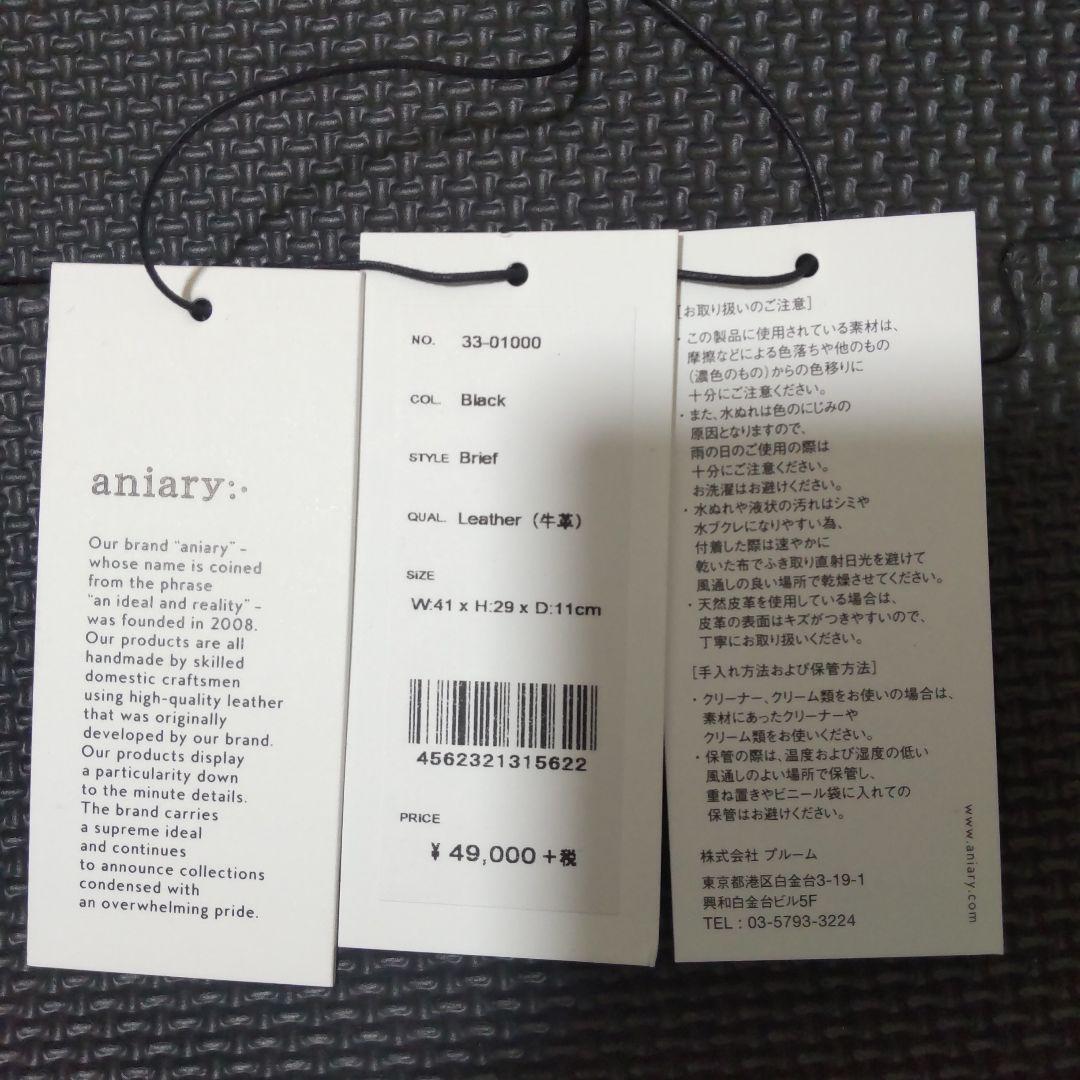 aniary:·
Our brand "aniary" –
whose name is coined
from the phrase
"an ideal and reality" –
was founded in 2008.
Our products are all
handmade by skilled
domestic craftsmen
using high-quality leather
that was originally
developed by our brand.
Our products display
a particularity down
to the minute details.
The brand carries
a supreme ideal
and continues
to announce collections
condensed with
an overwhelming pride.
NO. 33-01000
COL. Black
STYLE Brief
QUAL. Leather（牛革）
SIZE
W:41 x H:29 x D:11cm
4562321315622
PRICE
¥ 49,000＋税
［お取り扱いのご注意］
・この製品に使用されている素材は、
摩擦などによる色落ちや他のもの
（濃色のもの）からの色移りに
十分にご注意ください。
・また、水ぬれは色のにじみの
原因となりますので、
雨の日のご使用の際は
十分にご注意ください。
お洗濯はお避けください。
・水ぬれや液状の汚れはシミや
水ブクレになりやすい為、
付着した際は速やかに
乾いた布でふき取り直射日光を避けて
風通しの良い場所で乾燥させてください。
・天然皮革を使用している場合は、
皮革の表面はキズがつきやすいので、
丁寧にお取り扱いください。
［手入れ方法および保管方法］
・クリーナー、クリーム類をお使いの場合は、
素材にあったクリーナーや
クリーム類をお使いください。
・保管の際は、温度および湿度の低い
風通しのよい場所で保管し、
重ね置きやビニール袋に入れての
保管はお避けください。
株式会社 プルーム
東京都港区白金台3-19-1
興和白金台ビル5F
TEL : 03-5793-3224
www.aniary.com